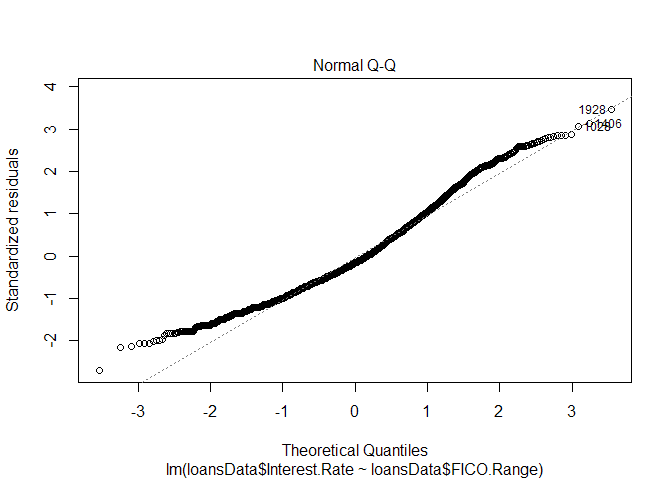 Normal Q-Q
4
3
2
1
0
-1
-2
Standardized residuals
1928
1406
1029
-3 -2 -1 0 1 2 3
Theoretical Quantiles
lm(loansData$Interest.Rate ~ loansData$FICO.Range)